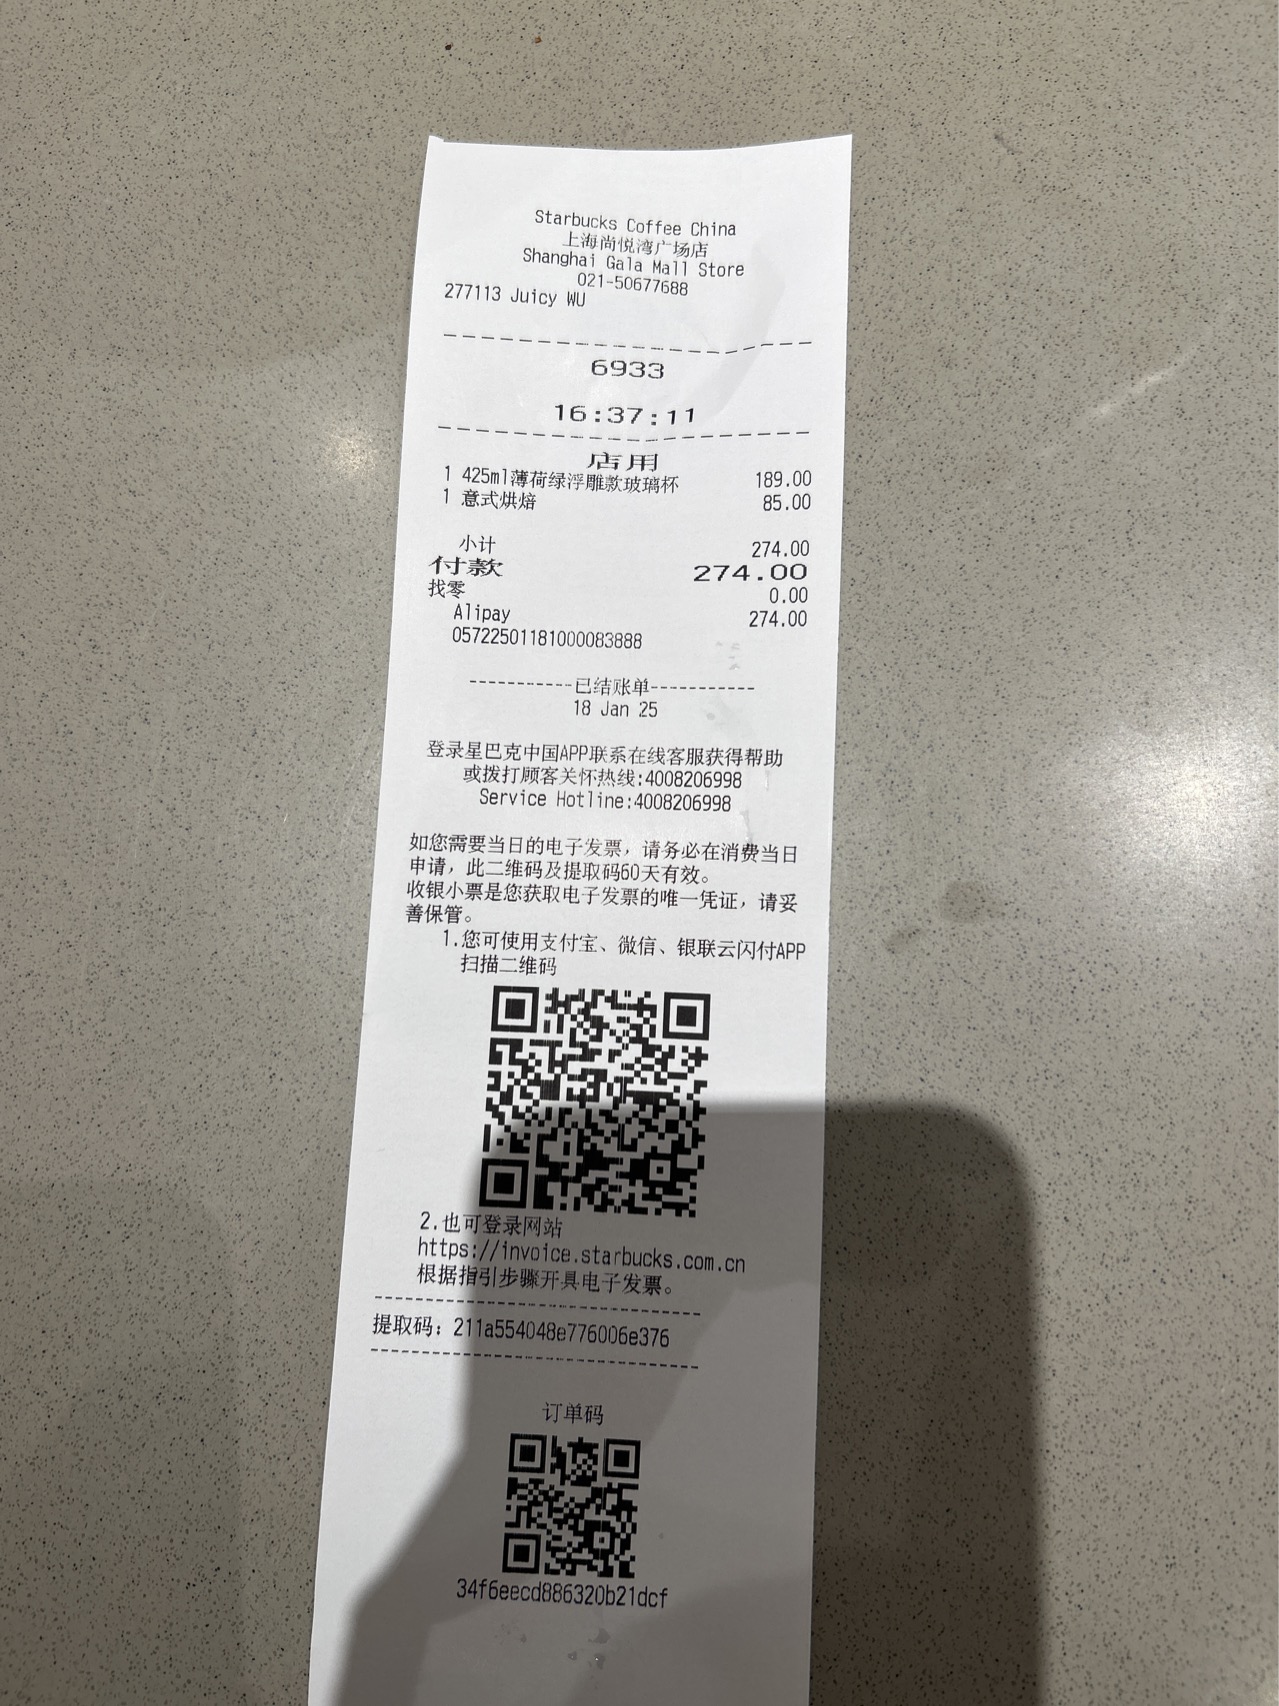 Starbucks Coffee China
上海尚悦湾广场店
Shanghai Gala Mall Store
021-50677688
277113 Juicy WU
6933
16:37:11
店用
1 425ml薄荷绿浮雕款玻璃杯 189.00
1 意式烘焙 85.00
小计 274.00
付款 274.00
找零 0.00
Alipay 274.00
05722501181000083888
-----------已结账单-----------
18 Jan 25
登录星巴克中国APP联系在线客服获得帮助
或拨打顾客关怀热线:4008206998
Service Hotline:4008206998
如您需要当日的电子发票，请务必在消费当日
申请，此二维码及提取码60天有效。
收银小票是您获取电子发票的唯一凭证，请妥
善保管。
1.您可使用支付宝、微信、银联云闪付APP
扫描二维码
2.也可登录网站
https://invoice.starbucks.com.cn
根据指引步骤开具电子发票。
提取码：211a554048e776006e376
订单码
34f6eecd886320b21dcf